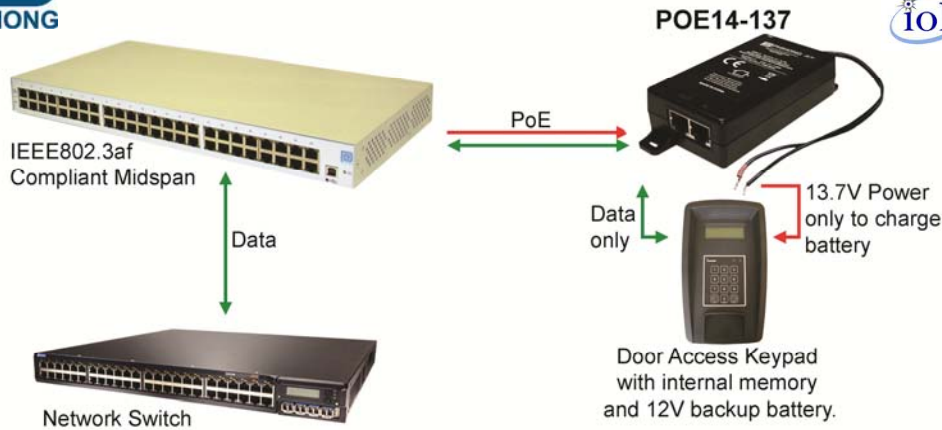 HONG
POE14-137
IEEE802.3af
Compliant Midspan
PoE
Data
Data
only
13.7V Power
only to charge
battery
Network Switch
Door Access Keypad
with internal memory
and 12V backup battery.